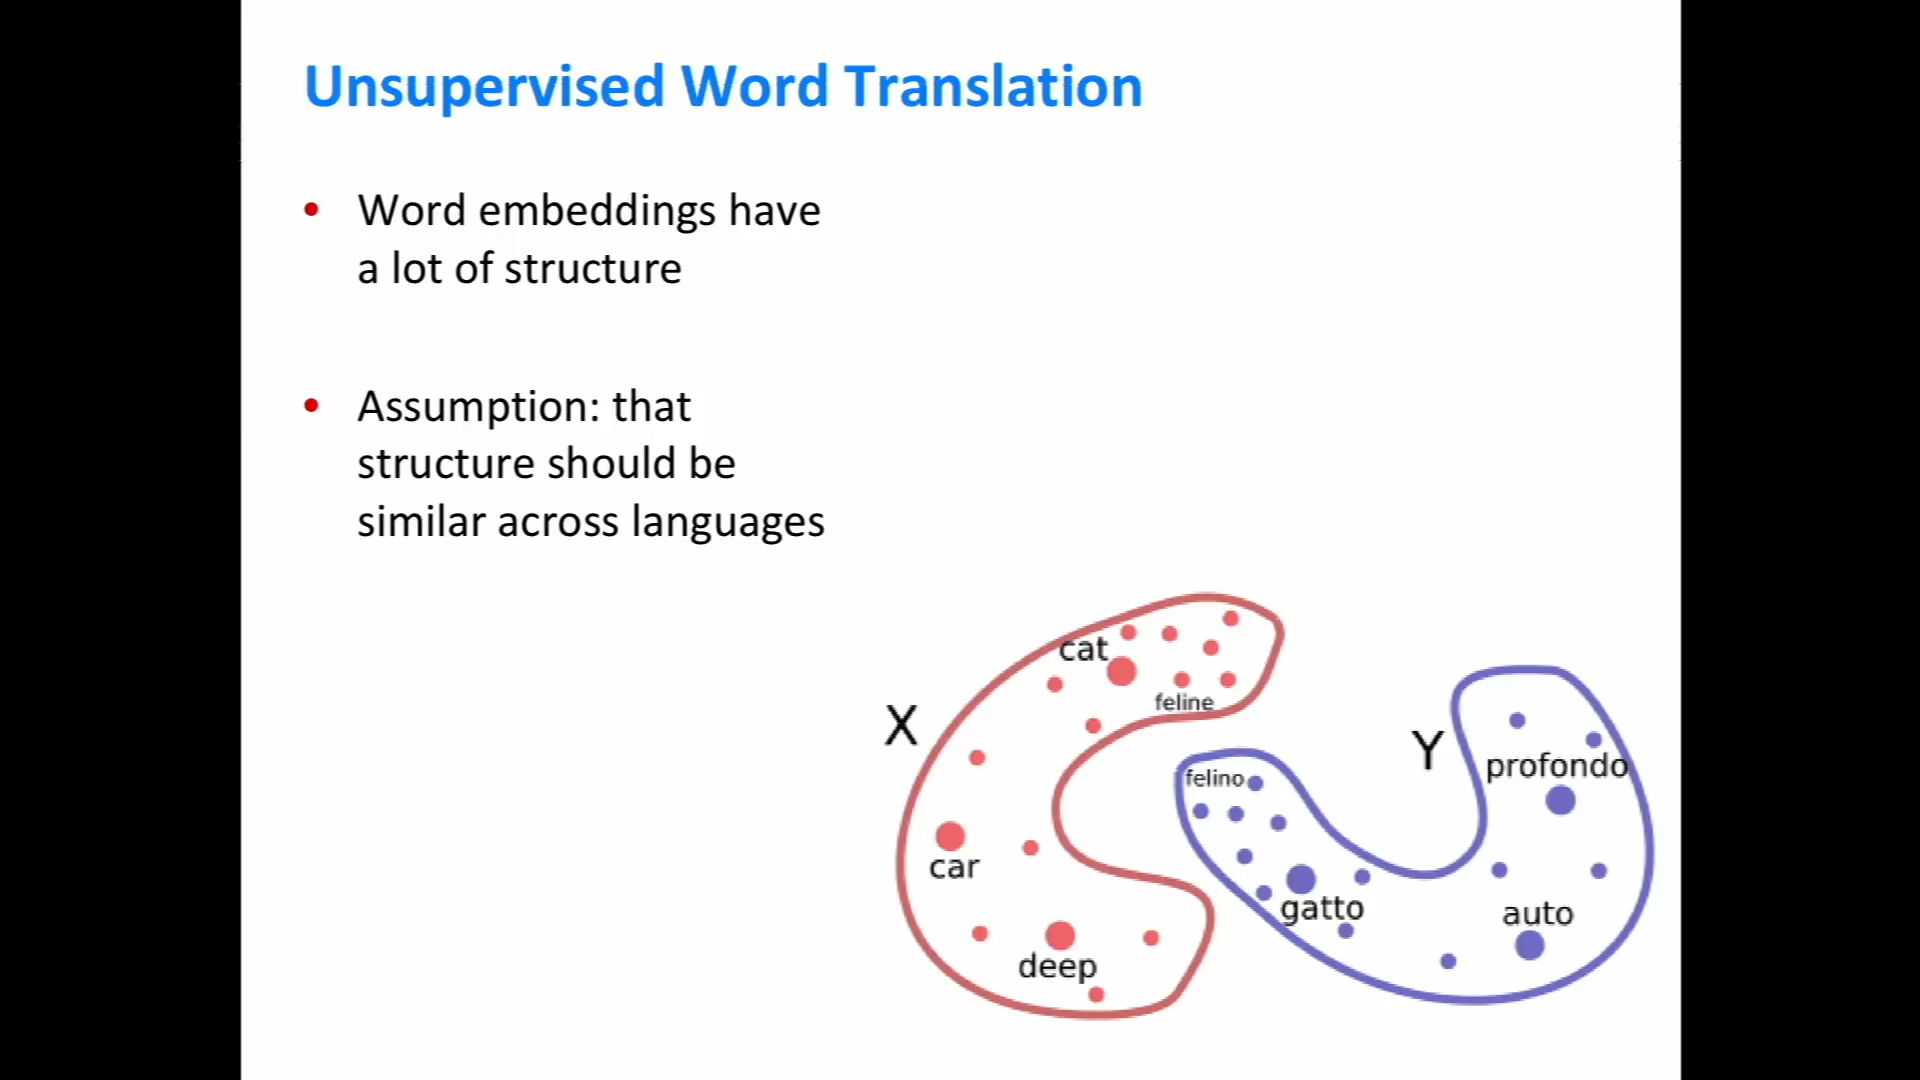 Unsupervised Word Translation
• Word embeddings have
a lot of structure
• Assumption: that
structure should be
similar across languages
X
cat
feline
car
deep
Y
felino
profondo
gatto
auto